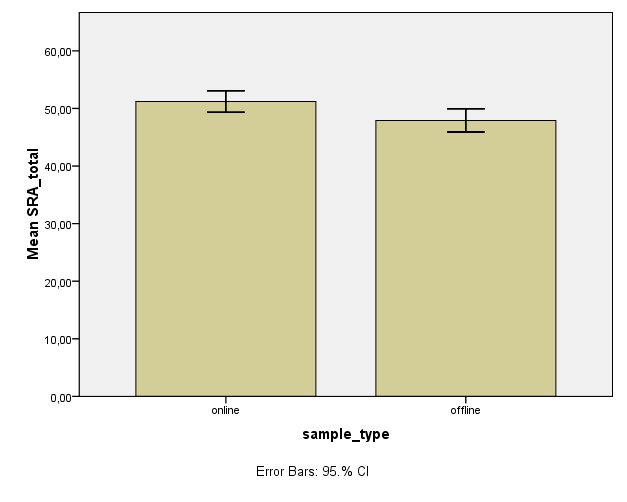 60,00
50,00
40,00
30,00
20,00
10,00
0,00
Mean SRA_total
online
offline
sample_type
Error Bars: 95.% CI